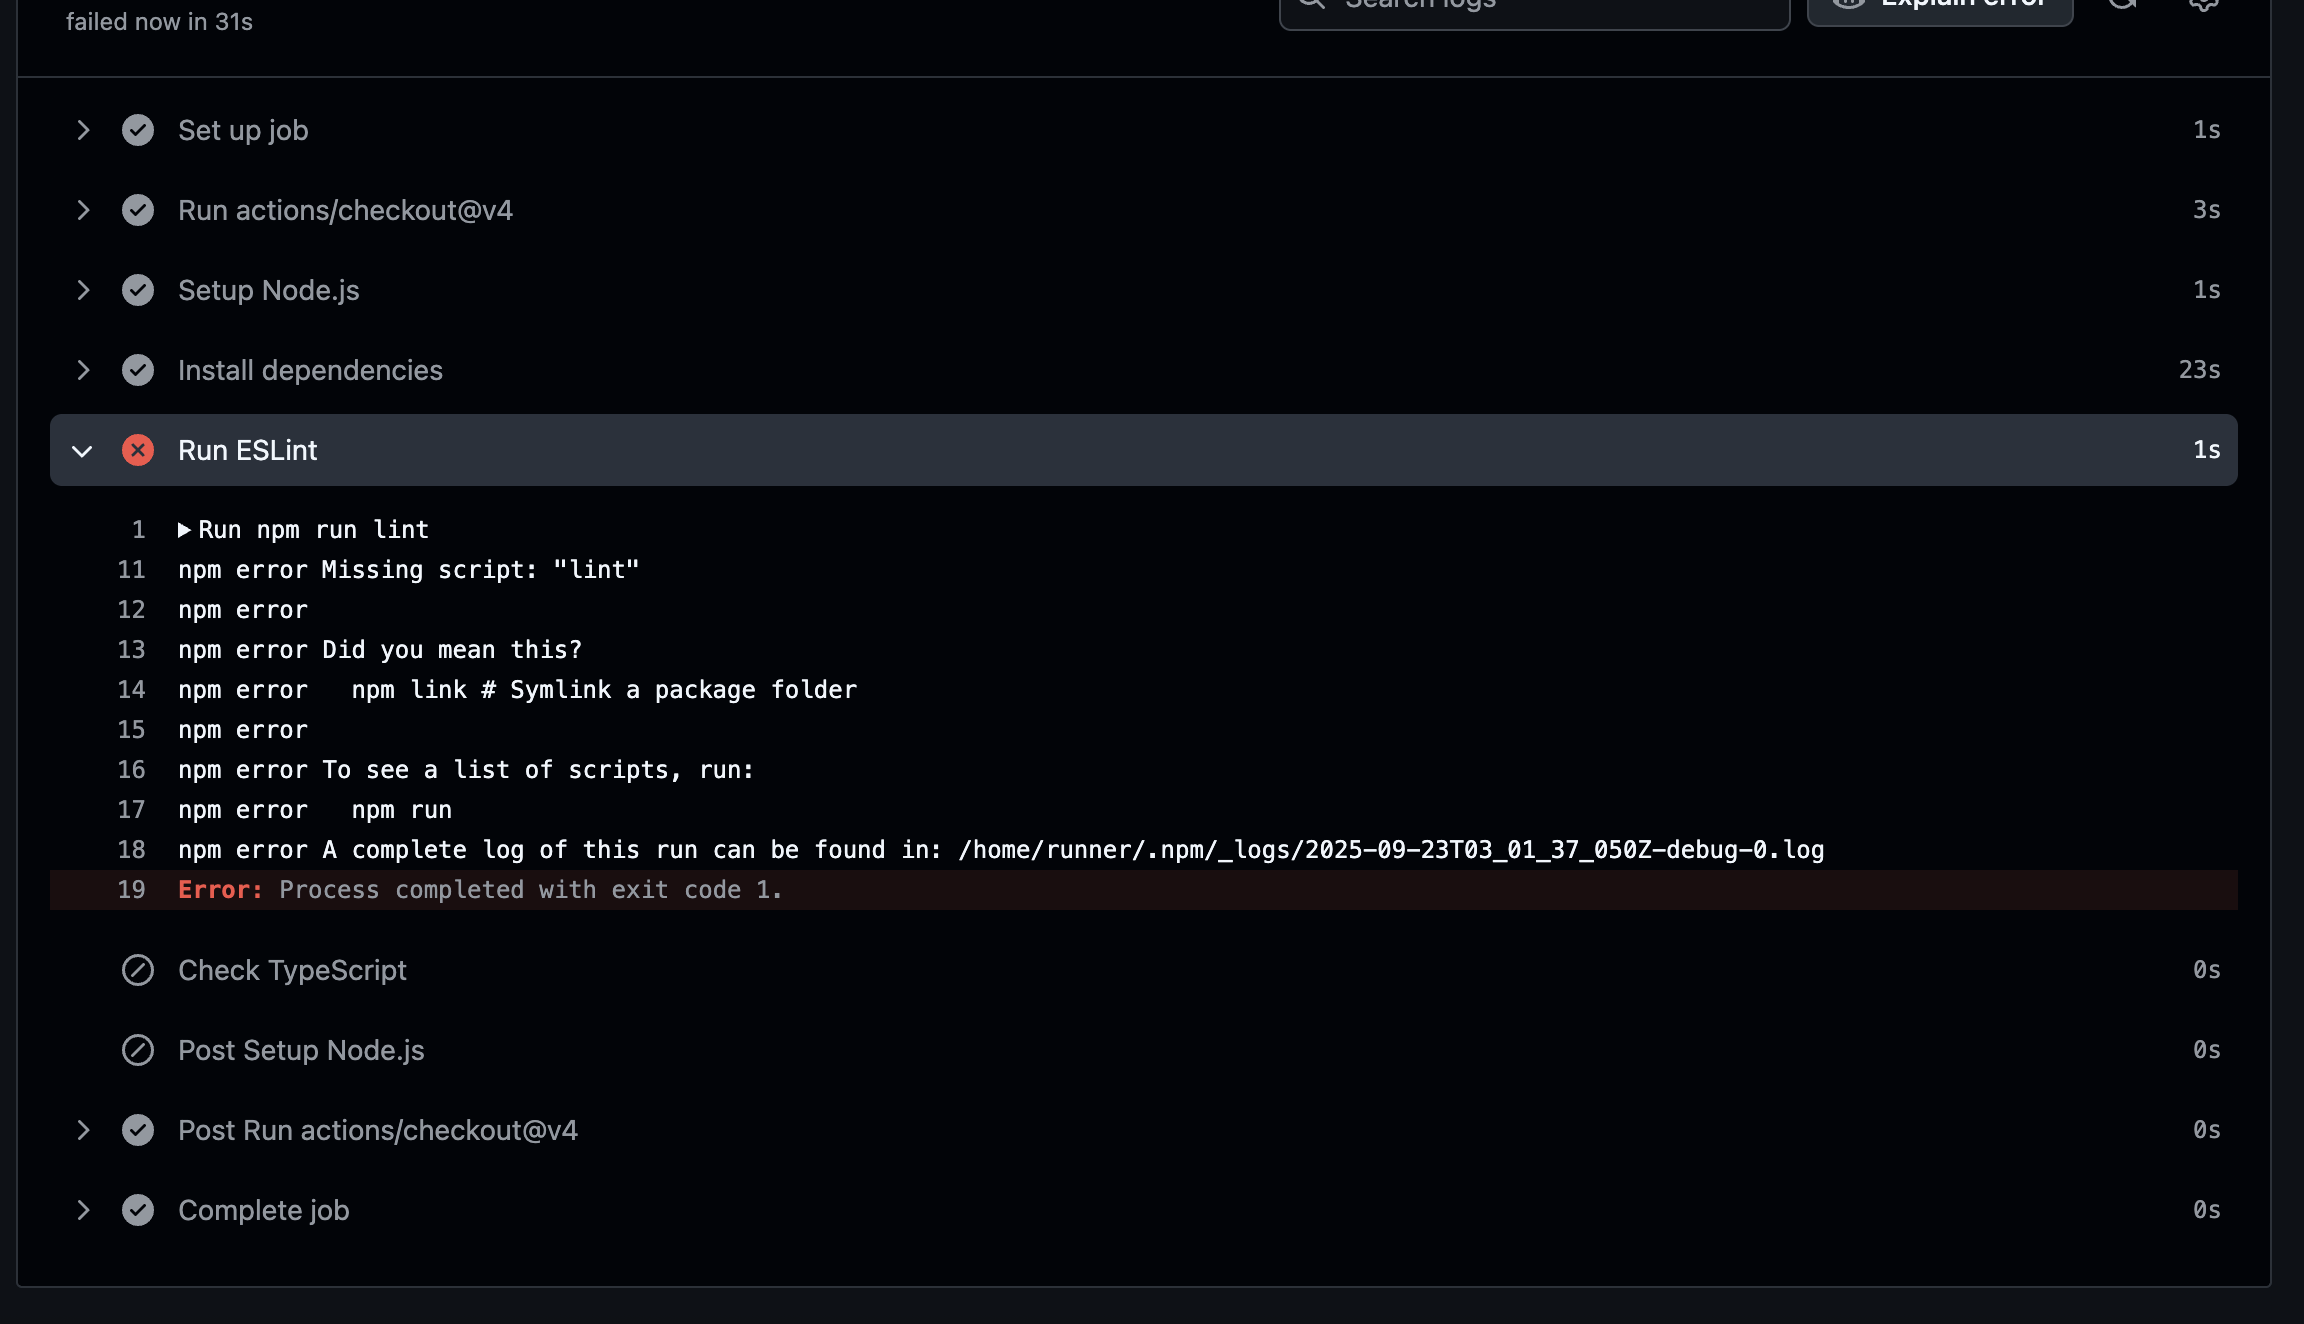 failed now in 31s
Search logs
Explain error
Set up job 1s
Run actions/checkout@v4 3s
Setup Node.js 1s
Install dependencies 23s
Run ESLint 1s
1 Run npm run lint
11 npm error Missing script: "lint"
12 npm error
13 npm error Did you mean this?
14 npm error   npm link # Symlink a package folder
15 npm error
16 npm error To see a list of scripts, run:
17 npm error   npm run
18 npm error A complete log of this run can be found in: /home/runner/.npm/_logs/2025-09-23T03_01_37_050Z-debug-0.log
19 Error: Process completed with exit code 1.
Check TypeScript 0s
Post Setup Node.js 0s
Post Run actions/checkout@v4 0s
Complete job 0s